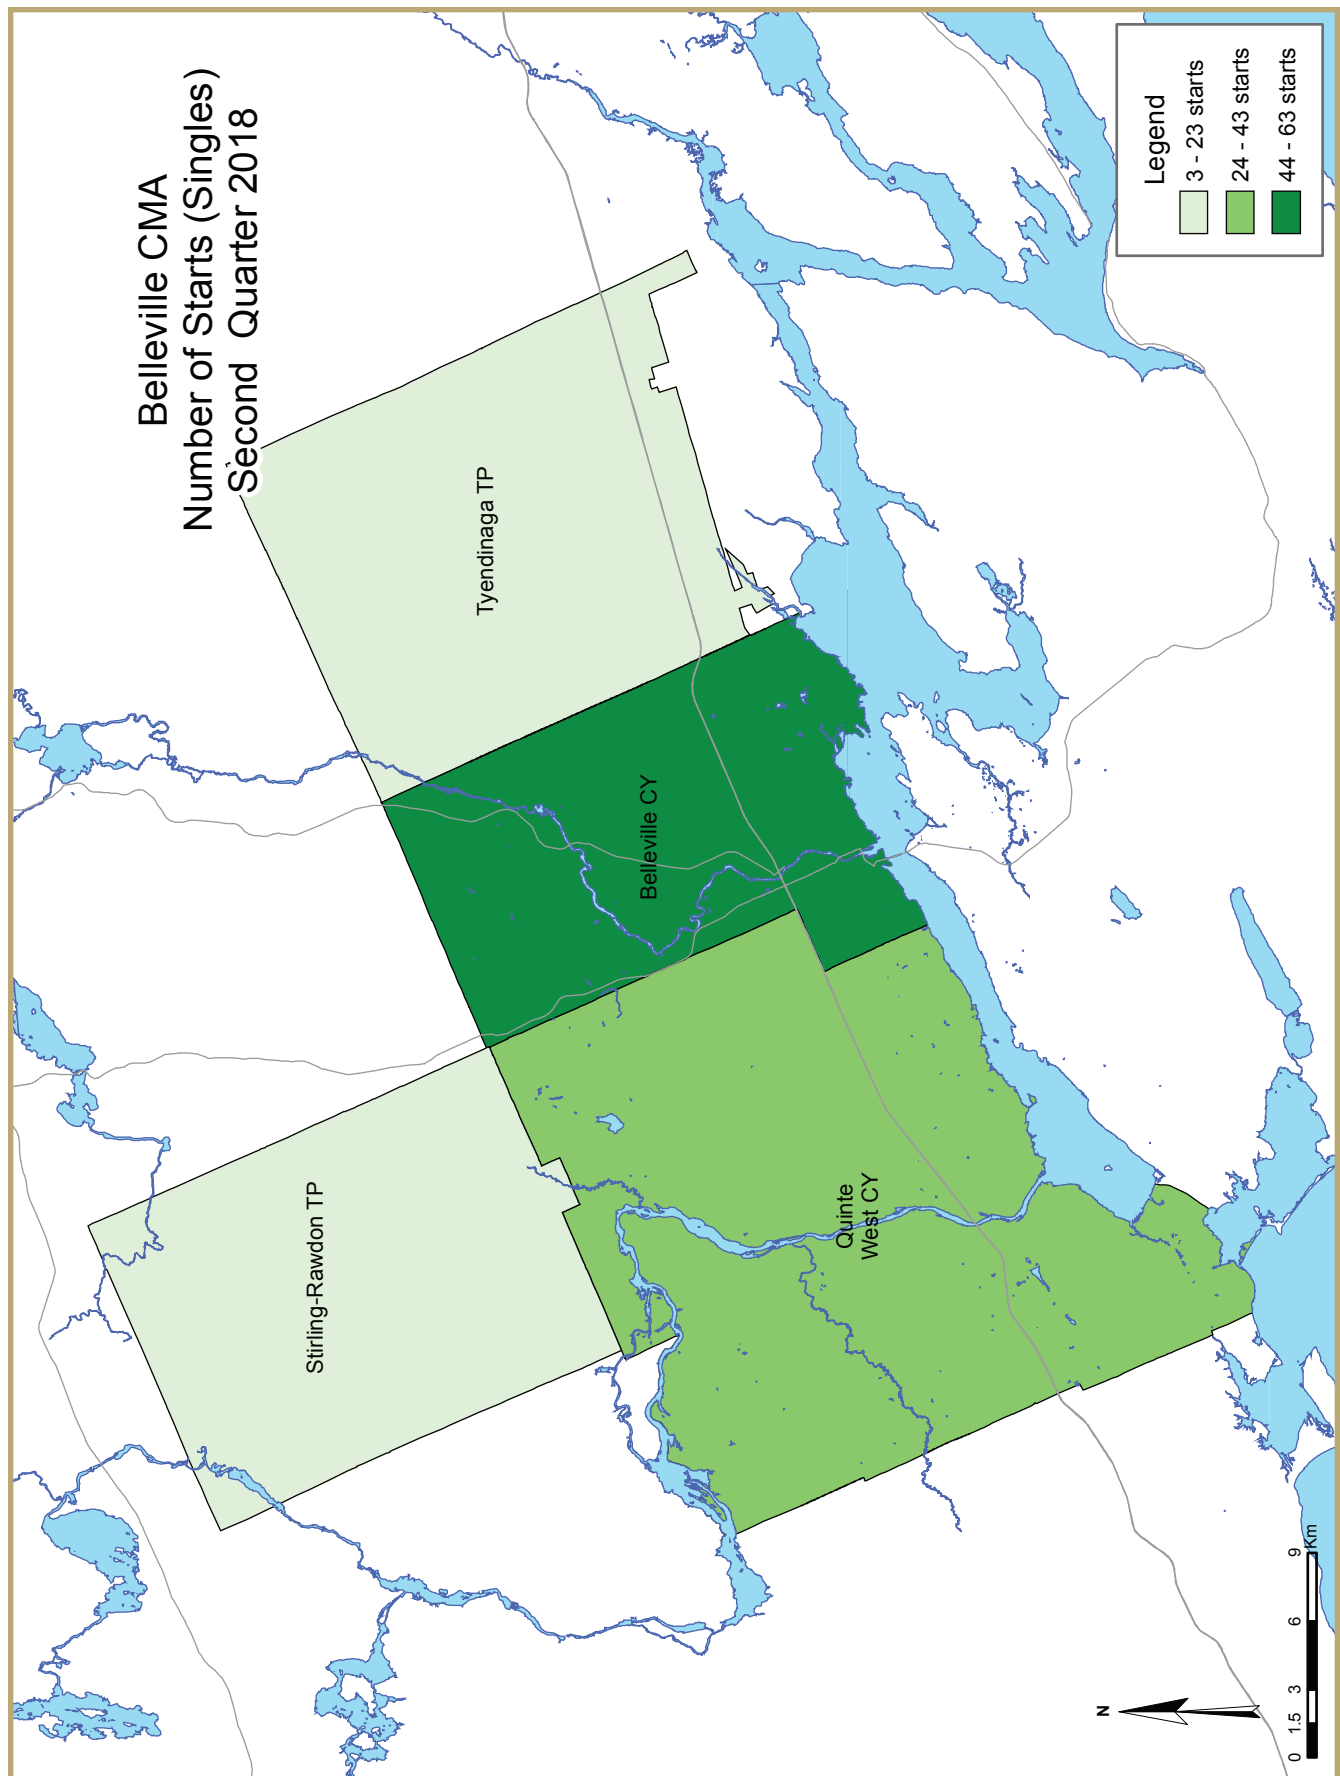 Belleville CMA
Number of Starts (Singles)
Second Quarter 2018
Tyendinaga TP
Belleville CY
Stirling-Rawdon TP
Quinte
West CY
Legend
3 - 23 starts
24 - 43 starts
44 - 63 starts
N
0 1.5 3 6 9
Km